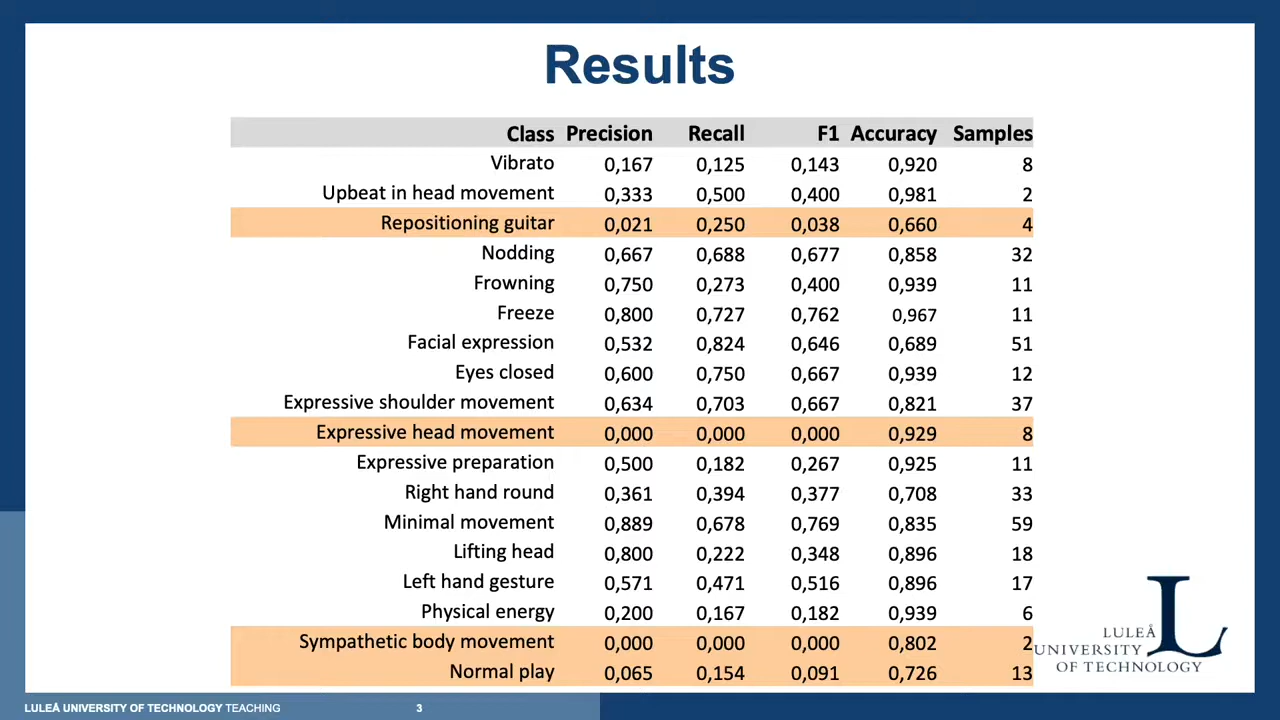 Results
Class Precision Recall F1 Accuracy Samples
Vibrato 0,167 0,125 0,143 0,920 8
Upbeat in head movement 0,333 0,500 0,400 0,981 2
Repositioning guitar 0,021 0,250 0,038 0,660 4
Nodding 0,667 0,688 0,677 0,858 32
Frowning 0,750 0,273 0,400 0,939 11
Freeze 0,800 0,727 0,762 0,967 11
Facial expression 0,532 0,824 0,646 0,689 51
Eyes closed 0,600 0,750 0,667 0,939 12
Expressive shoulder movement 0,634 0,703 0,667 0,821 37
Expressive head movement 0,000 0,000 0,000 0,929 8
Expressive preparation 0,500 0,182 0,267 0,925 11
Right hand round 0,361 0,394 0,377 0,708 33
Minimal movement 0,889 0,678 0,769 0,835 59
Lifting head 0,800 0,222 0,348 0,896 18
Left hand gesture 0,571 0,471 0,516 0,896 17
Physical energy 0,200 0,167 0,182 0,939 6
Sympathetic body movement 0,000 0,000 0,000 0,802 2
Normal play 0,065 0,154 0,091 0,726 13
L
LULEÅ
UNIVERSITY
OF TECHNOLOGY
LULEÅ UNIVERSITY OF TECHNOLOGY TEACHING 3